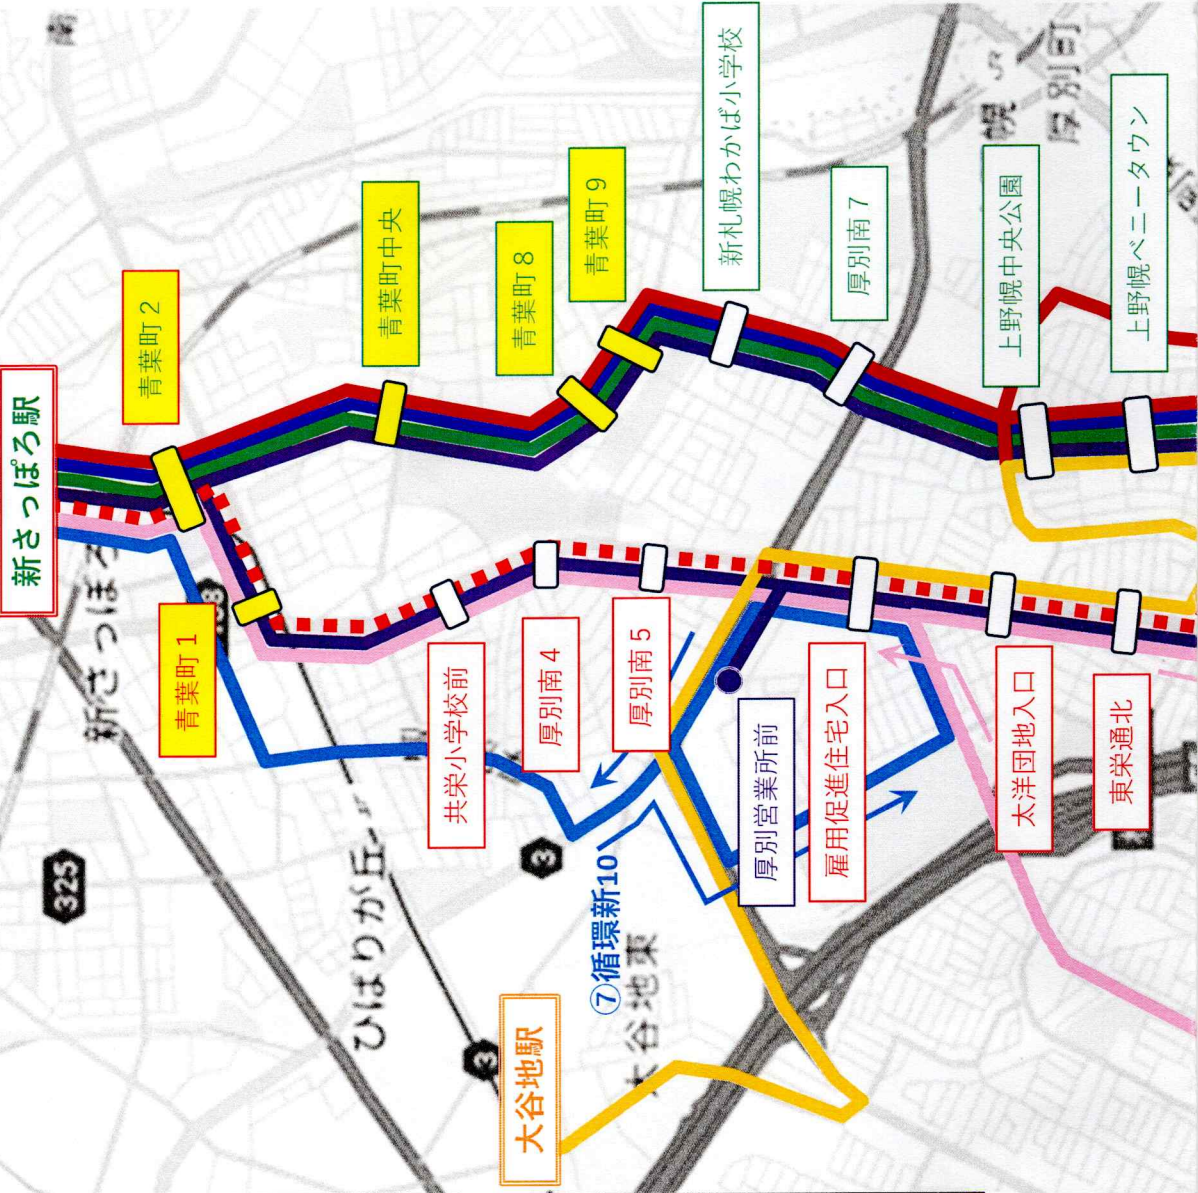 新さっぽろ駅
青葉町2
青葉町中央
青葉町8
青葉町9
新札幌わかば小学校
厚別南7
上野幌中央公園
上野幌ベニータウン
青葉町1
共栄小学校前
厚別南4
厚別南5
厚別営業所前
雇用促進住宅入口
太洋団地入口
東栄通北
⑦循環新10
大谷地駅
大谷地東
ひばりが丘
新さっぽろ
厚別町
幌
JR
325
3
3
南